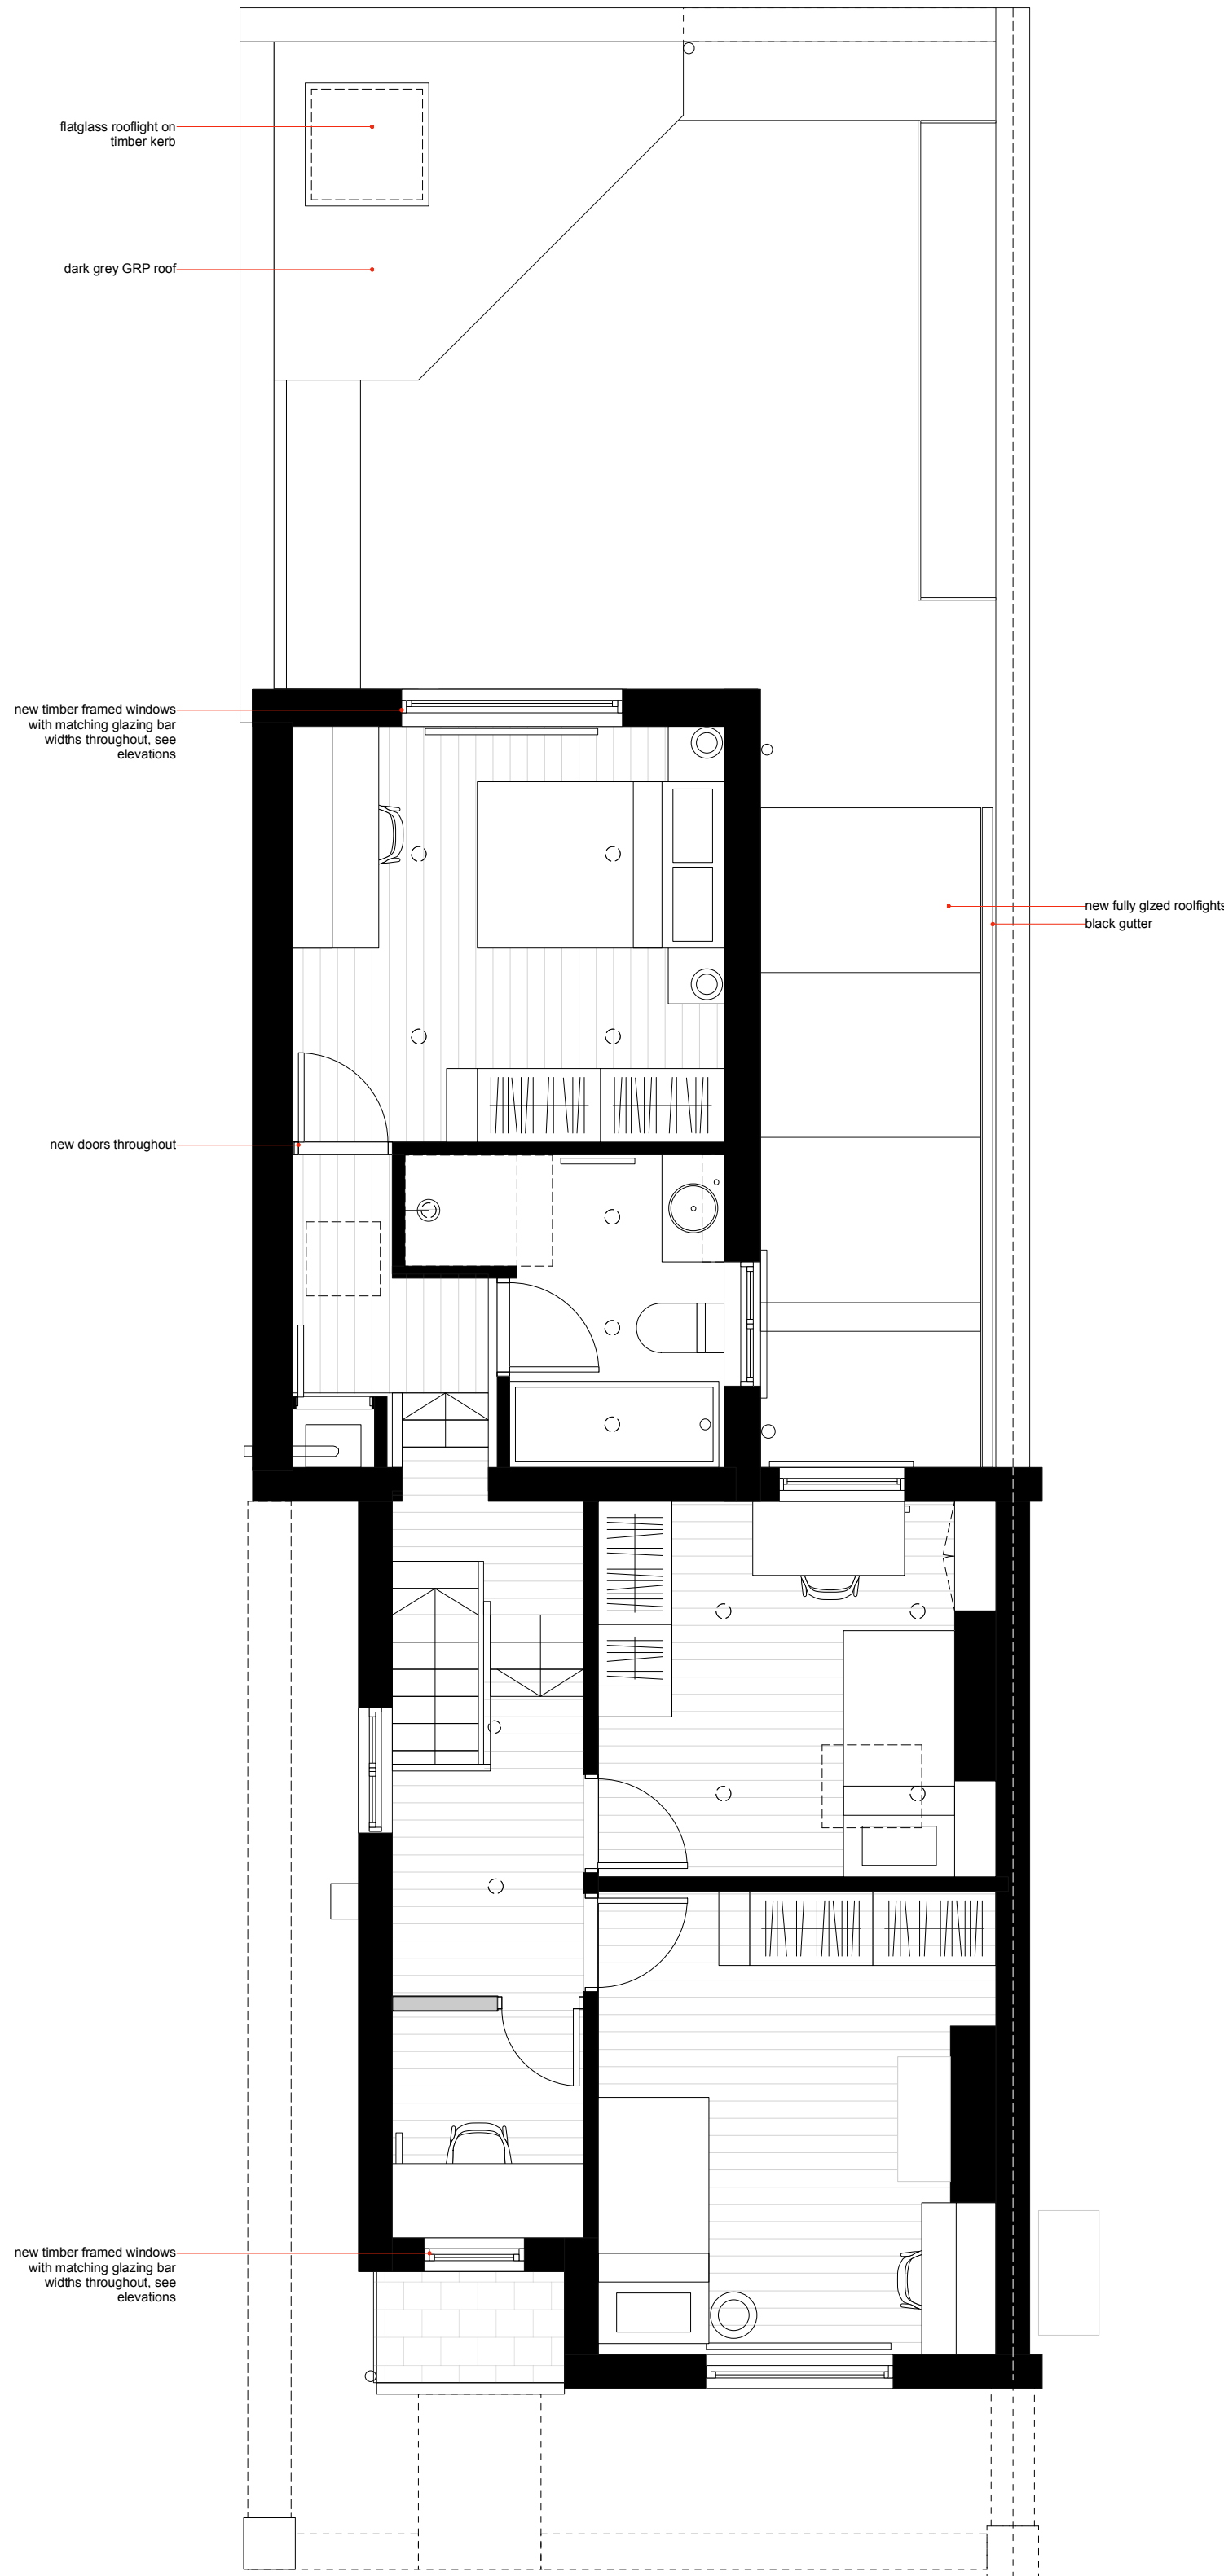 flatglass rooflight on
timber kerb
dark grey GRP roof
new timber framed windows
with matching glazing bar
widths throughout, see
elevations
new fully glzed roolfights
black gutter
new doors throughout
new timber framed windows
with matching glazing bar
widths throughout, see
elevations